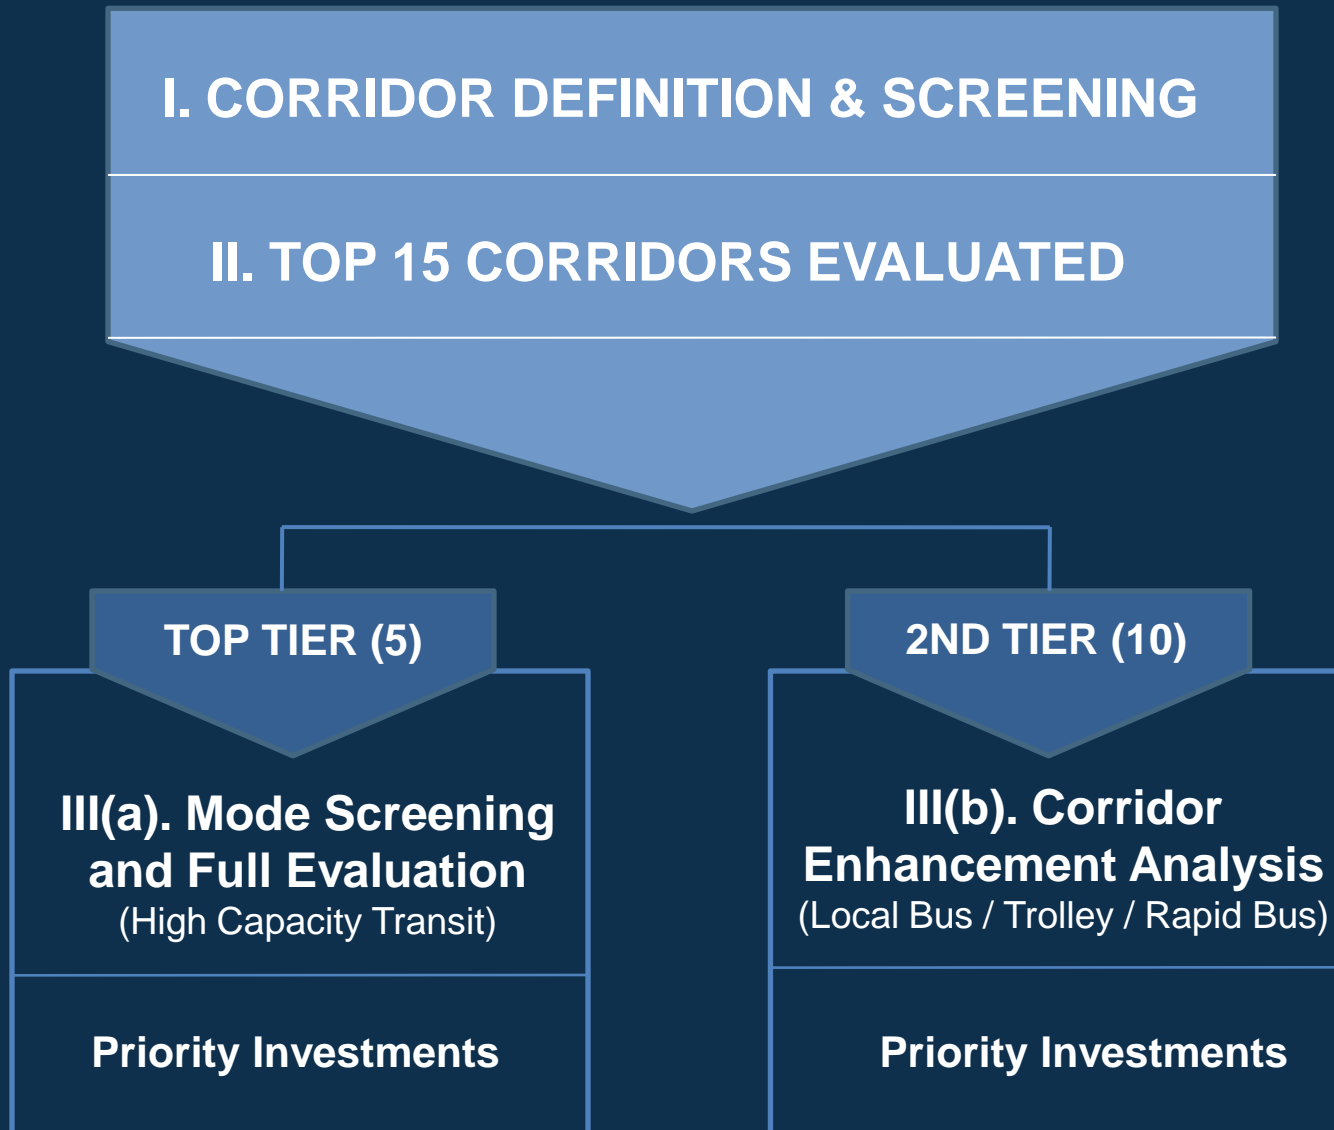 I. CORRIDOR DEFINITION & SCREENING
II. TOP 15 CORRIDORS EVALUATED
TOP TIER (5)
III(a). Mode Screening
and Full Evaluation
(High Capacity Transit)
Priority Investments
2ND TIER (10)
III(b). Corridor
Enhancement Analysis
(Local Bus / Trolley / Rapid Bus)
Priority Investments